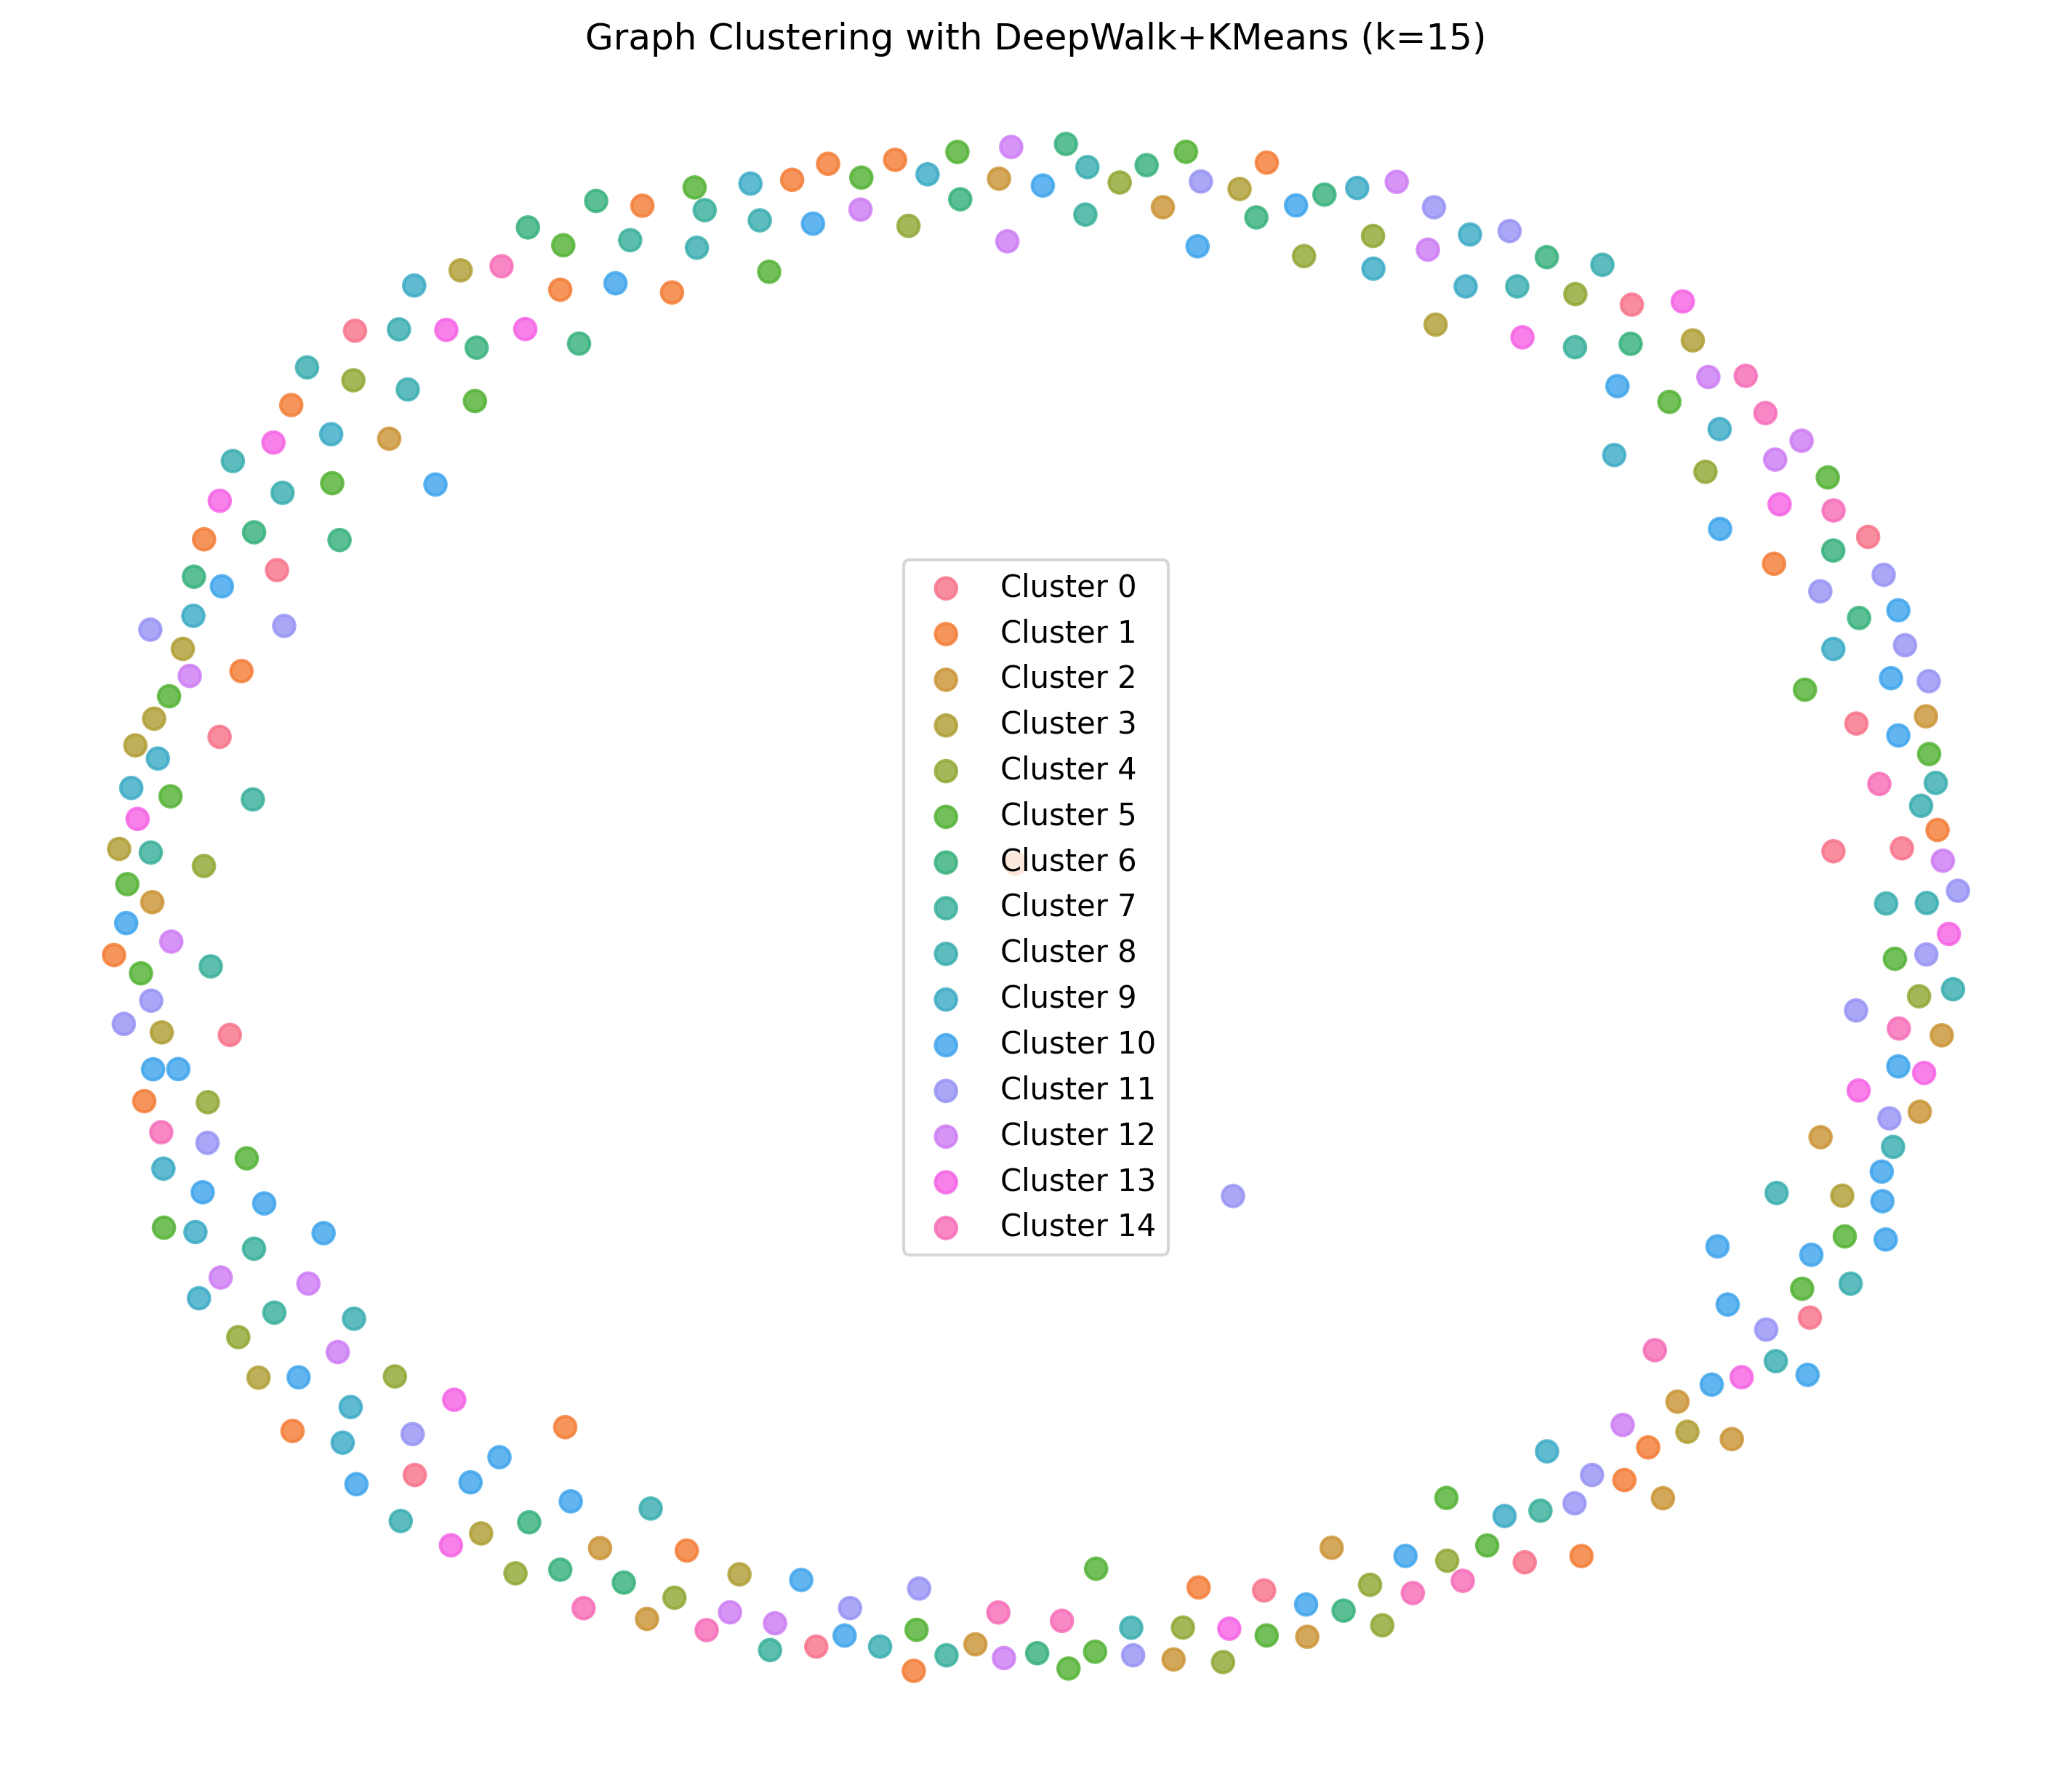 Graph Clustering with DeepWalk+KMeans (k=15)
Cluster 0
Cluster 1
Cluster 2
Cluster 3
Cluster 4
Cluster 5
Cluster 6
Cluster 7
Cluster 8
Cluster 9
Cluster 10
Cluster 11
Cluster 12
Cluster 13
Cluster 14